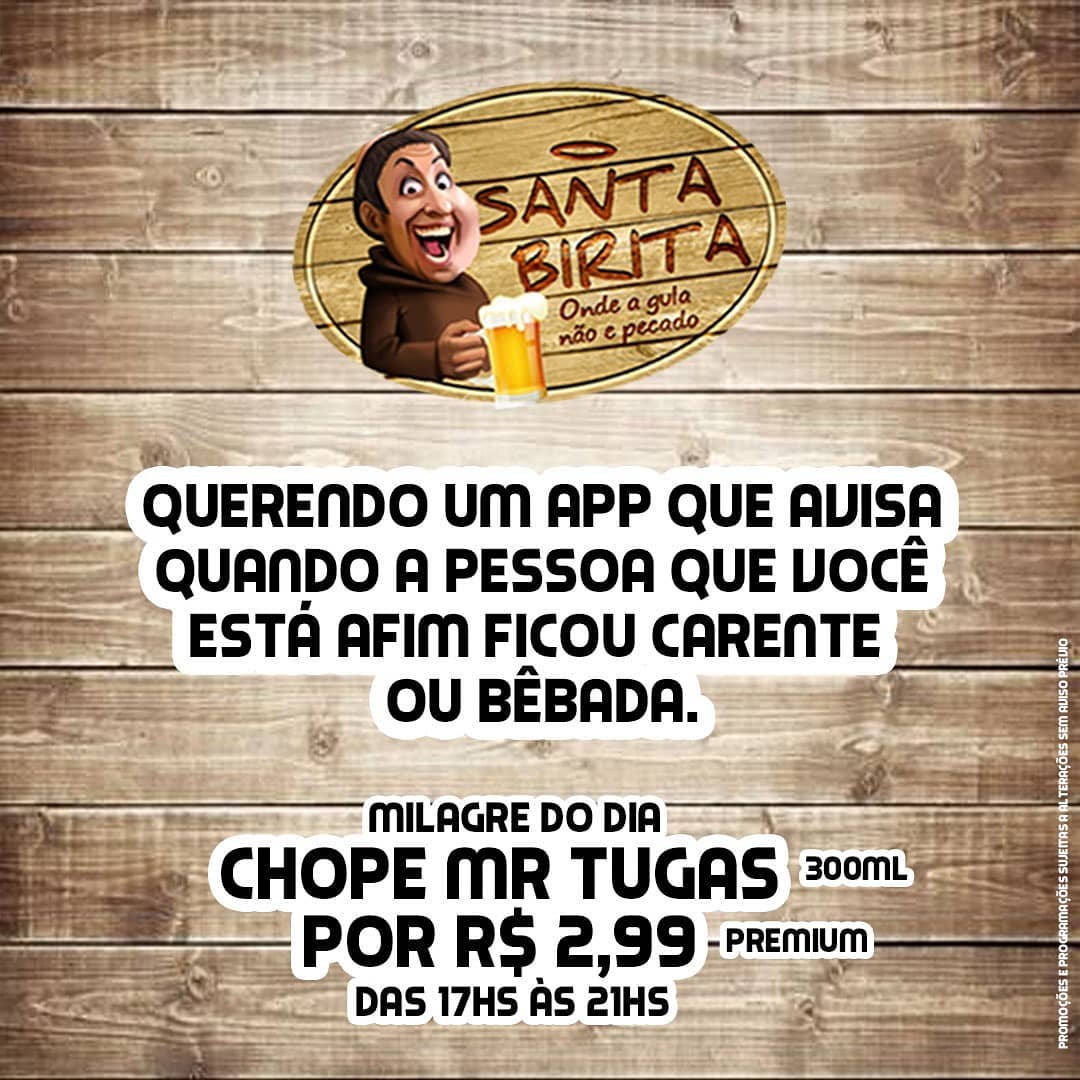 SANTA
BIRITA
Onde a gula
não e pecado
QUERENDO UM APP QUE AVISA
QUANDO A PESSOA QUE VOCÊ
ESTÁ AFIM FICOU CARENTE
OU BÊBADA.
MILAGRE DO DIA
CHOPE MR TUGAS 300ML
POR R$ 2,99 PREMIUM
DAS 17HS ÀS 21HS
PROMOÇÕES E PROGRAMAÇÕES SUJEITAS A ALTERAÇÕES SEM AVISO PRÉVIO